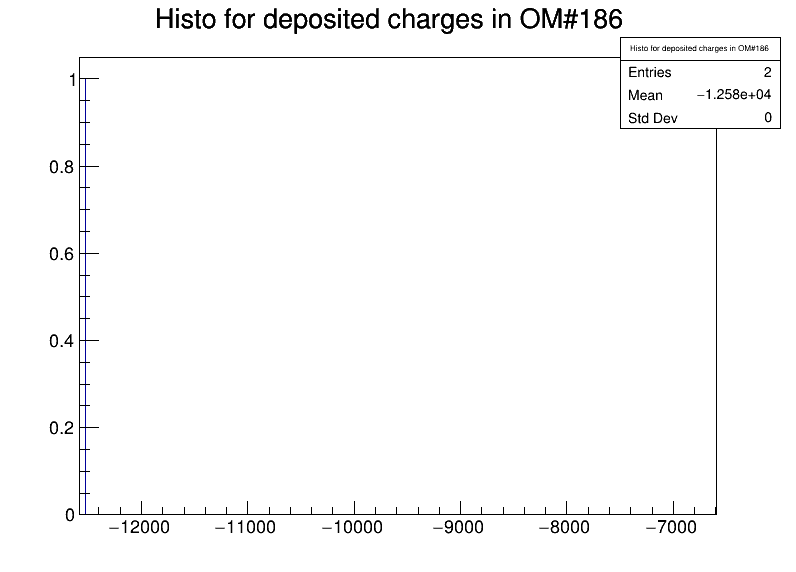 Histo for deposited charges in OM#186
Histo for deposited charges in OM#186
Entries 2
Mean −1.258e+04
Std Dev 0
1
0.8
0.6
0.4
0.2
0
−12000 −11000 −10000 −9000 −8000 −7000